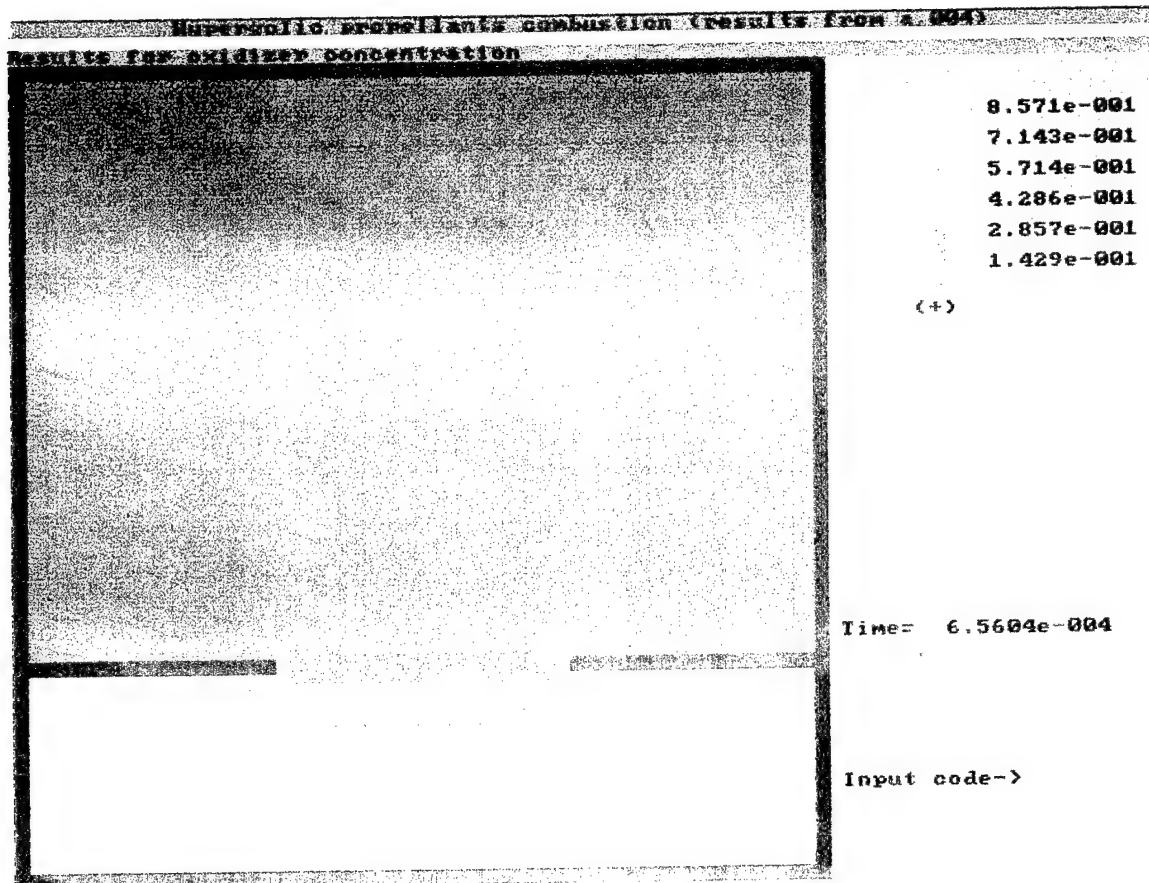 Hypergolic propellants combustion (results from a.004)
Results for oxidizer concentration
8.571e-001
7.143e-001
5.714e-001
4.286e-001
2.857e-001
1.429e-001
(+)
Time= 6.5604e-004
Input code->